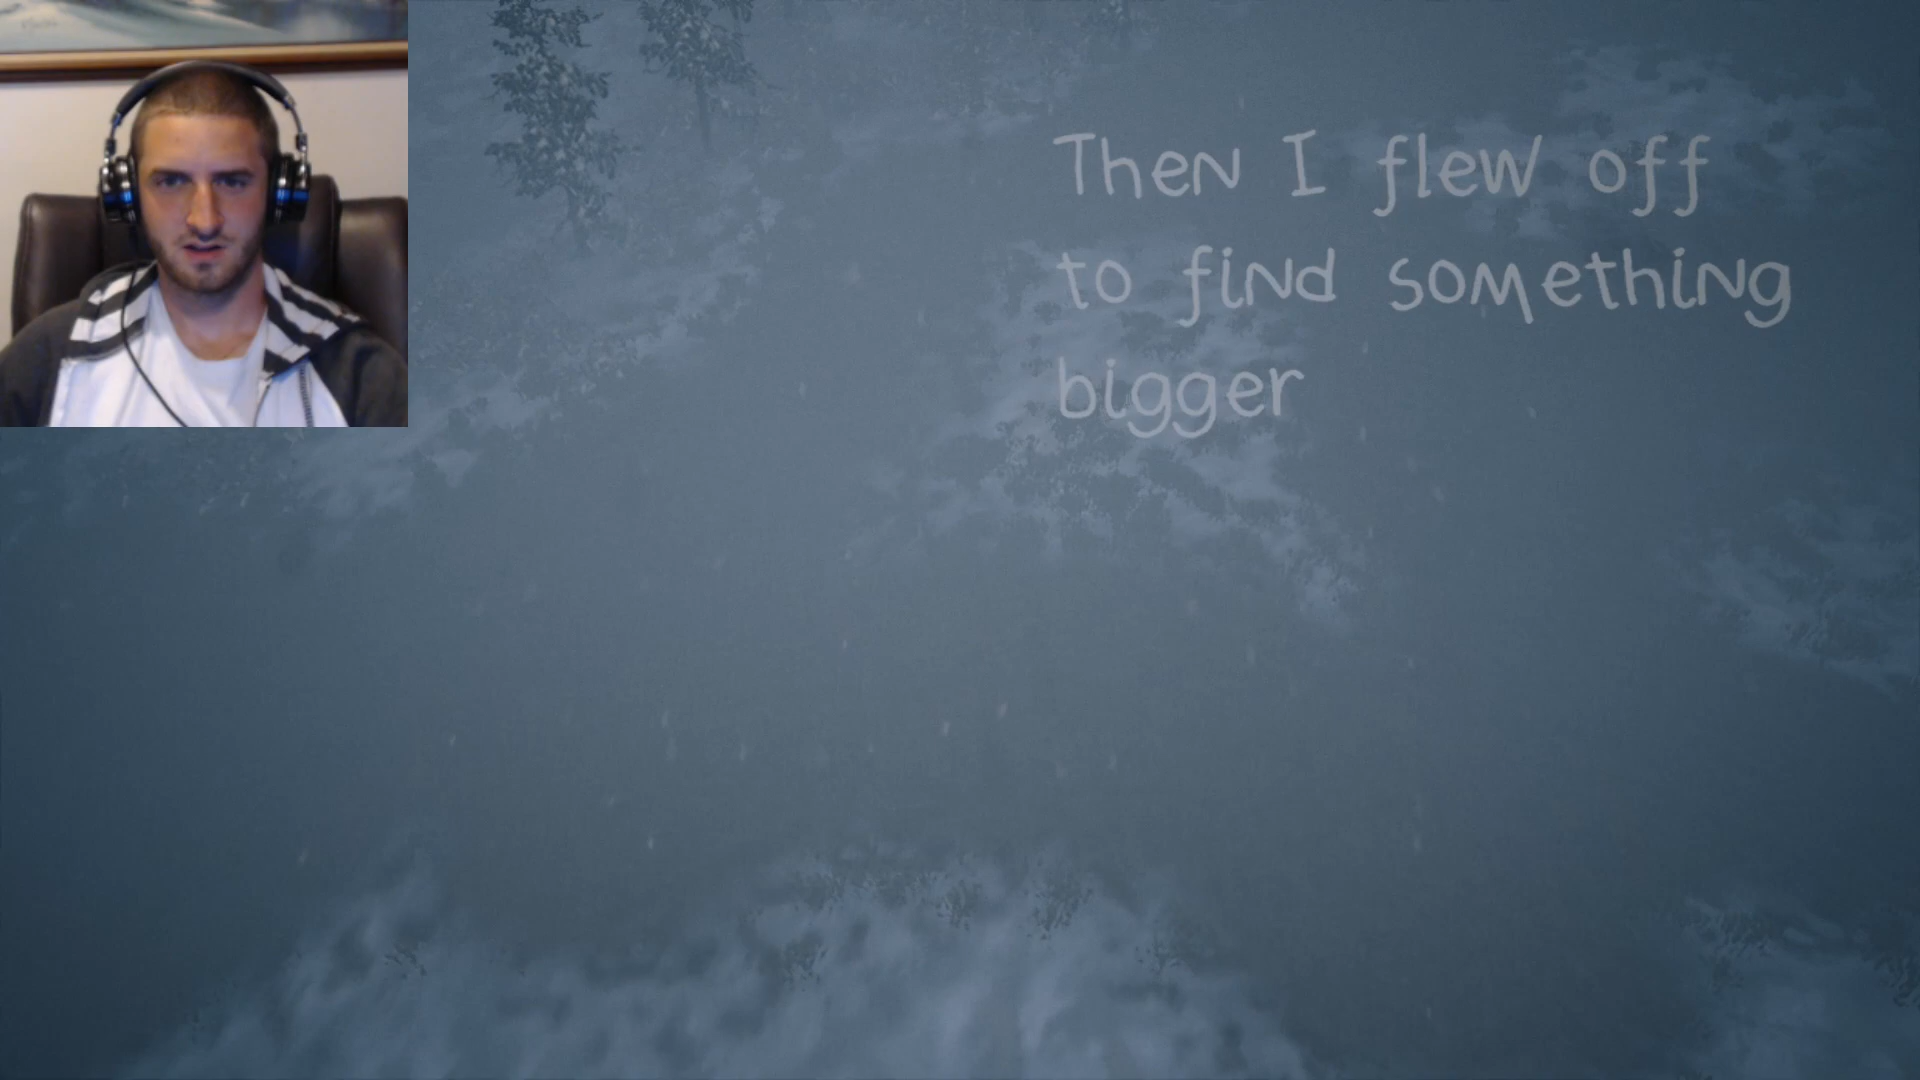 Then I flew off
to find something
bigger